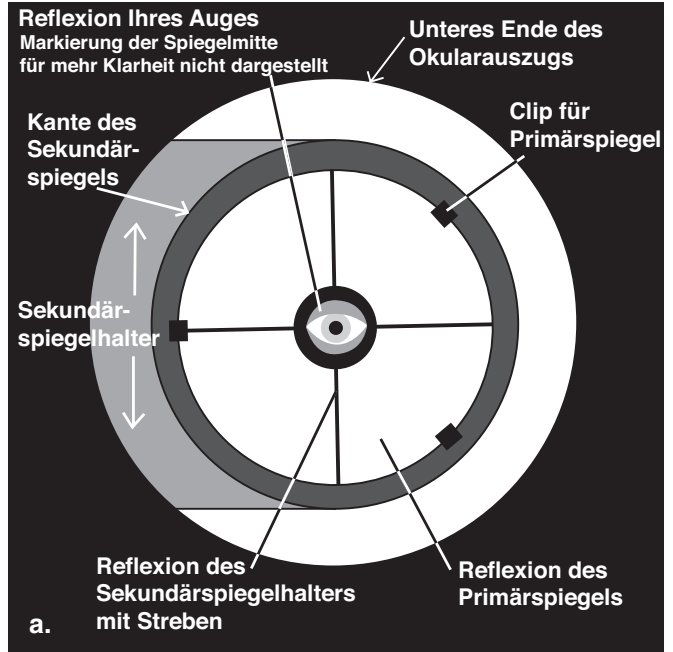 Reflexion Ihres Auges
Markierung der Spiegelmitte
für mehr Klarheit nicht dargestellt
Unteres Ende des
Okularauszugs
Kante des
Sekundär-
spiegels
Clip für
Primärspiegel
Sekundär-
spiegelhalter
Reflexion des
Sekundärspiegelhalters
mit Streben
Reflexion des
Primärspiegels
a.